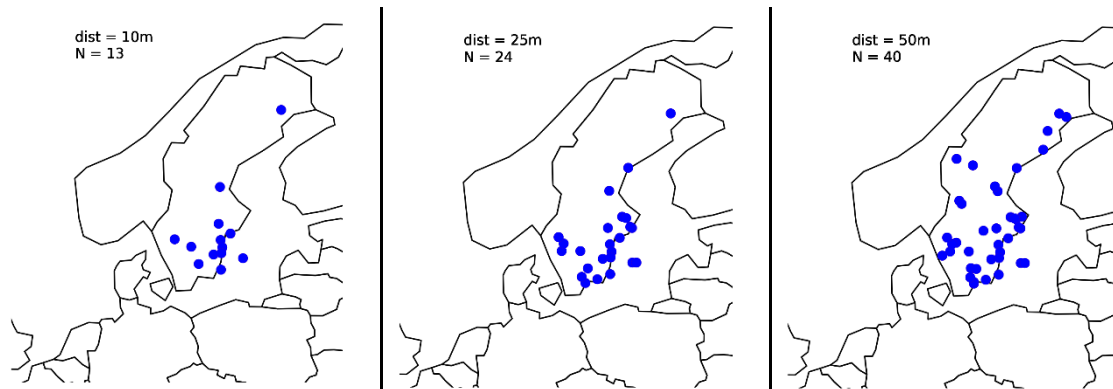 dist = 10m
N = 13
dist = 25m
N = 24
dist = 50m
N = 40